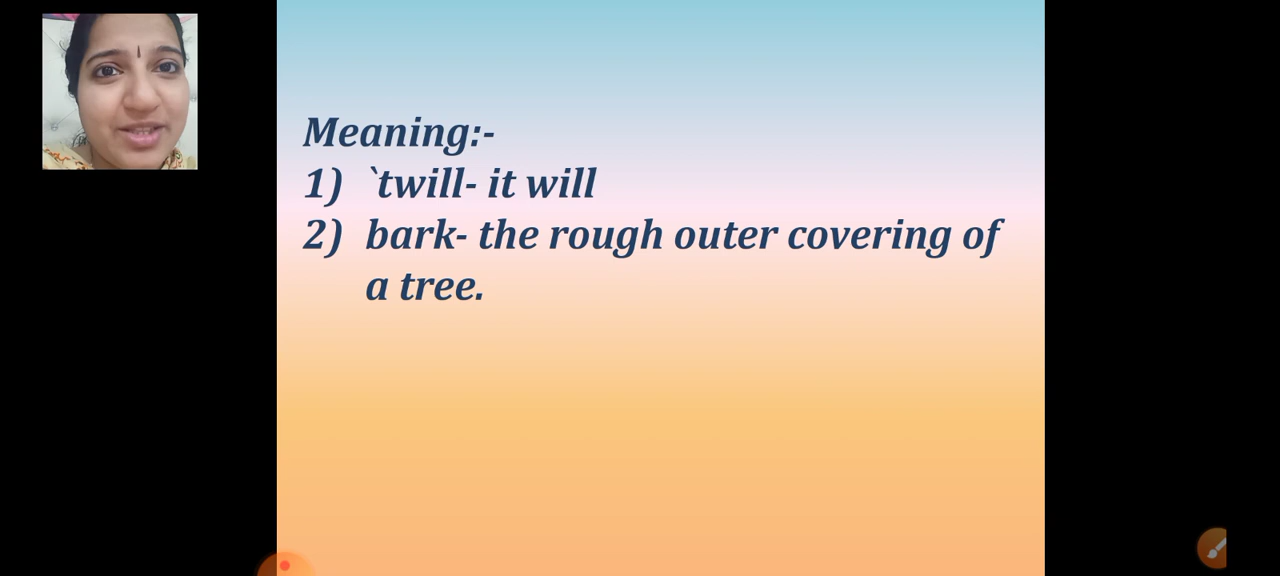 Meaning:-
1) `twill- it will
2) bark- the rough outer covering of
a tree.